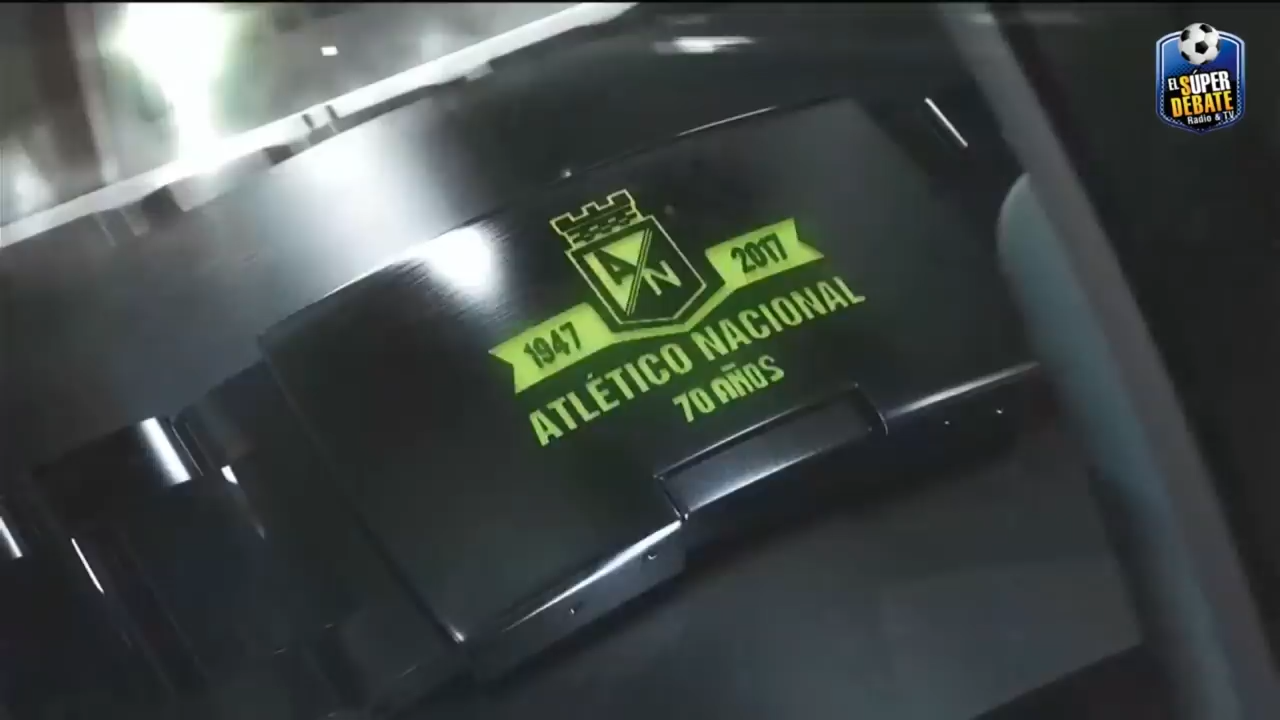 EL SÚPER
DEBATE
Radio & TV
AN
1947
2017
ATLÉTICO NACIONAL
70 AÑOS